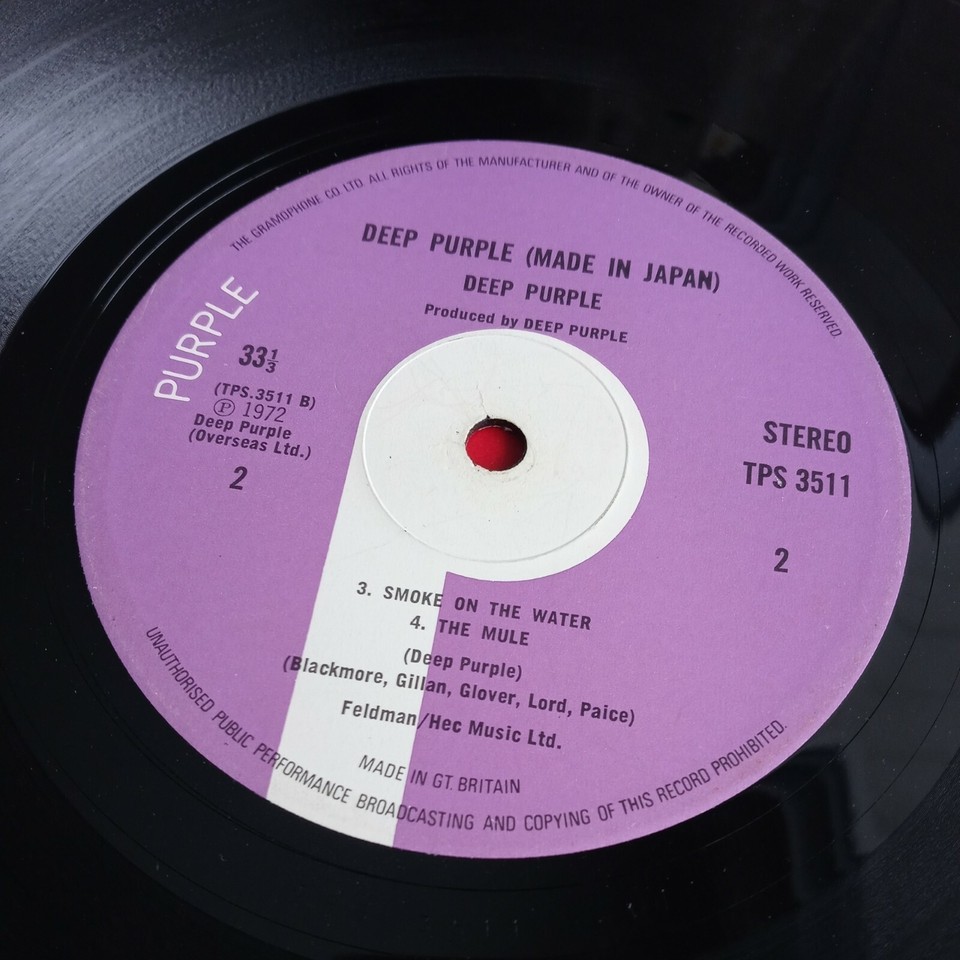 THE GRAMOPHONE CO LTD. ALL RIGHTS OF THE MANUFACTURER AND OF THE OWNER OF THE RECORDED WORK RESERVED.
DEEP PURPLE (MADE IN JAPAN)
DEEP PURPLE
Produced by DEEP PURPLE
PURPLE
33⅓
(TPS.3511 B)
℗ 1972
Deep Purple
(Overseas Ltd.)
2
STEREO
TPS 3511
2
3. SMOKE ON THE WATER
4. THE MULE
(Deep Purple)
(Blackmore, Gillan, Glover, Lord, Paice)
Feldman/Hec Music Ltd.
MADE IN GT. BRITAIN
UNAUTHORISED PUBLIC PERFORMANCE BROADCASTING AND COPYING OF THIS RECORD PROHIBITED.